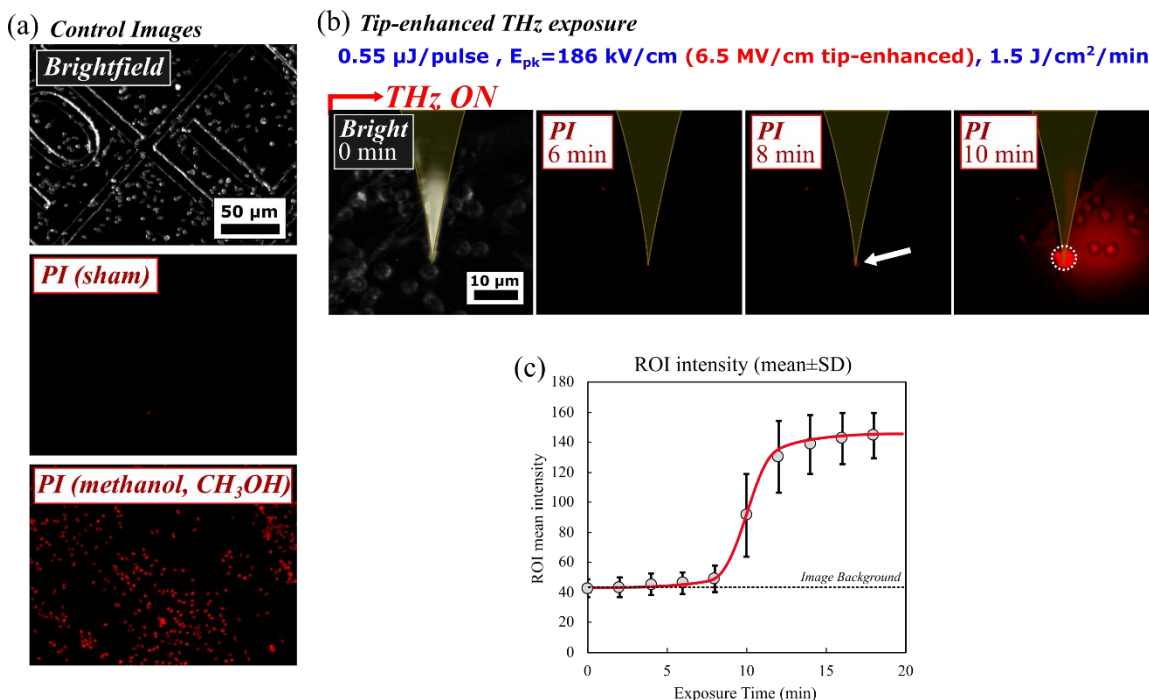 (a) Control Images
Brightfield
50 µm
PI (sham)
PI (methanol, CH₃OH)
(b) Tip-enhanced THz exposure
0.55 µJ/pulse , Epk=186 kV/cm (6.5 MV/cm tip-enhanced), 1.5 J/cm²/min
THz ON
Bright
0 min
10 µm
PI
6 min
PI
8 min
PI
10 min
(c) ROI intensity (mean±SD)
180
160
140
120
100
80
60
40
20
0
ROI mean intensity
Image Background
0 5 10 15 20
Exposure Time (min)